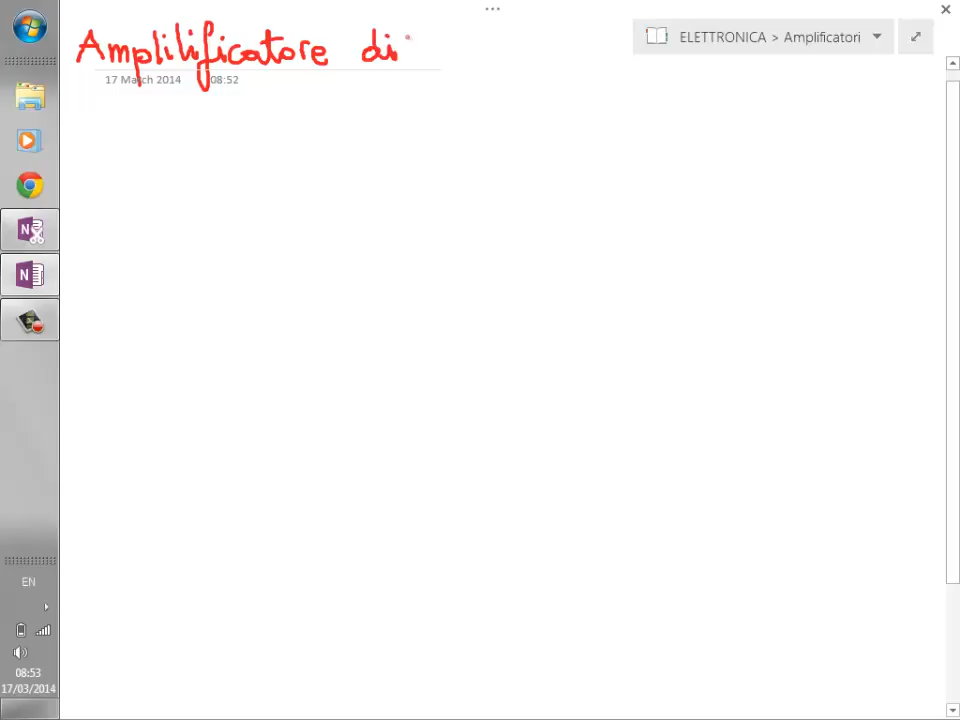 Amplilificatore di
ELETTRONICA > Amplificatori
17 March 2014 08:52
EN
08:53
17/03/2014